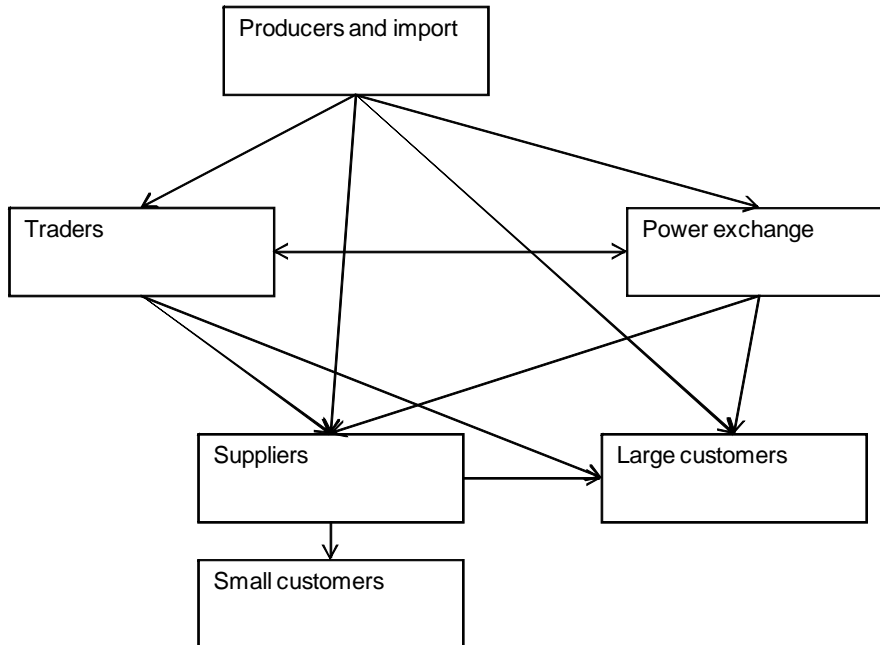 Producers and import
Traders
Power exchange
Suppliers
Large customers
Small customers